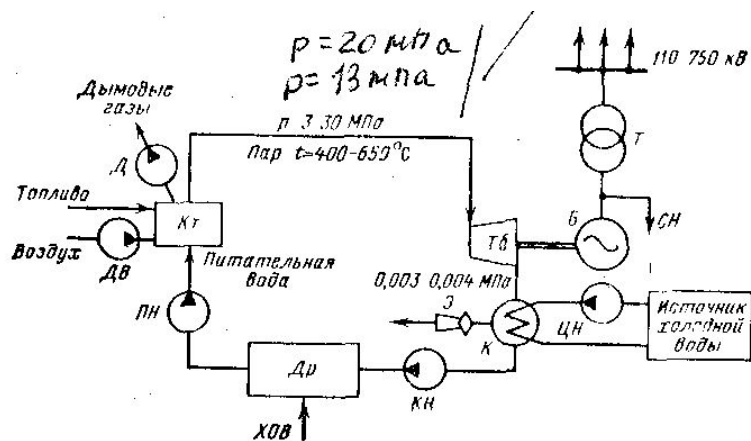 p = 20 мпа
p = 13 мпа
110 750 кВ
Дымовые
газы
р 3 30 МПа
Д
Пар t=400-650°С
Т
Топливо
Кт
Тб
G
СН
Воздух
ДВ
Питательная
вода
0,003 0,004 МПа
ПН
Э
К
ЦН
Источник
холодной
воды
Др
КН
ХОВ